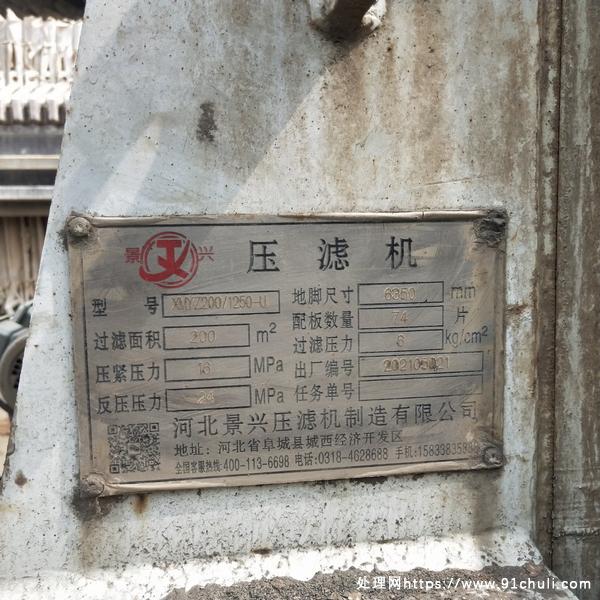 景 JX 兴 压滤机
型 号 XMYZ200/1250-U 地脚尺寸 6350 mm
过滤面积 200 m² 配板数量 74 片
压紧压力 16 MPa 过滤压力 6 kg/cm²
反压压力 24 MPa 出厂编号 202105021
任务单号
河北景兴压滤机制造有限公司
地址:河北省阜城县城西经济开发区
全国客服热线:400-113-6698 电话:0318-4628688 手机:
处理网https://www.91chuli.com/